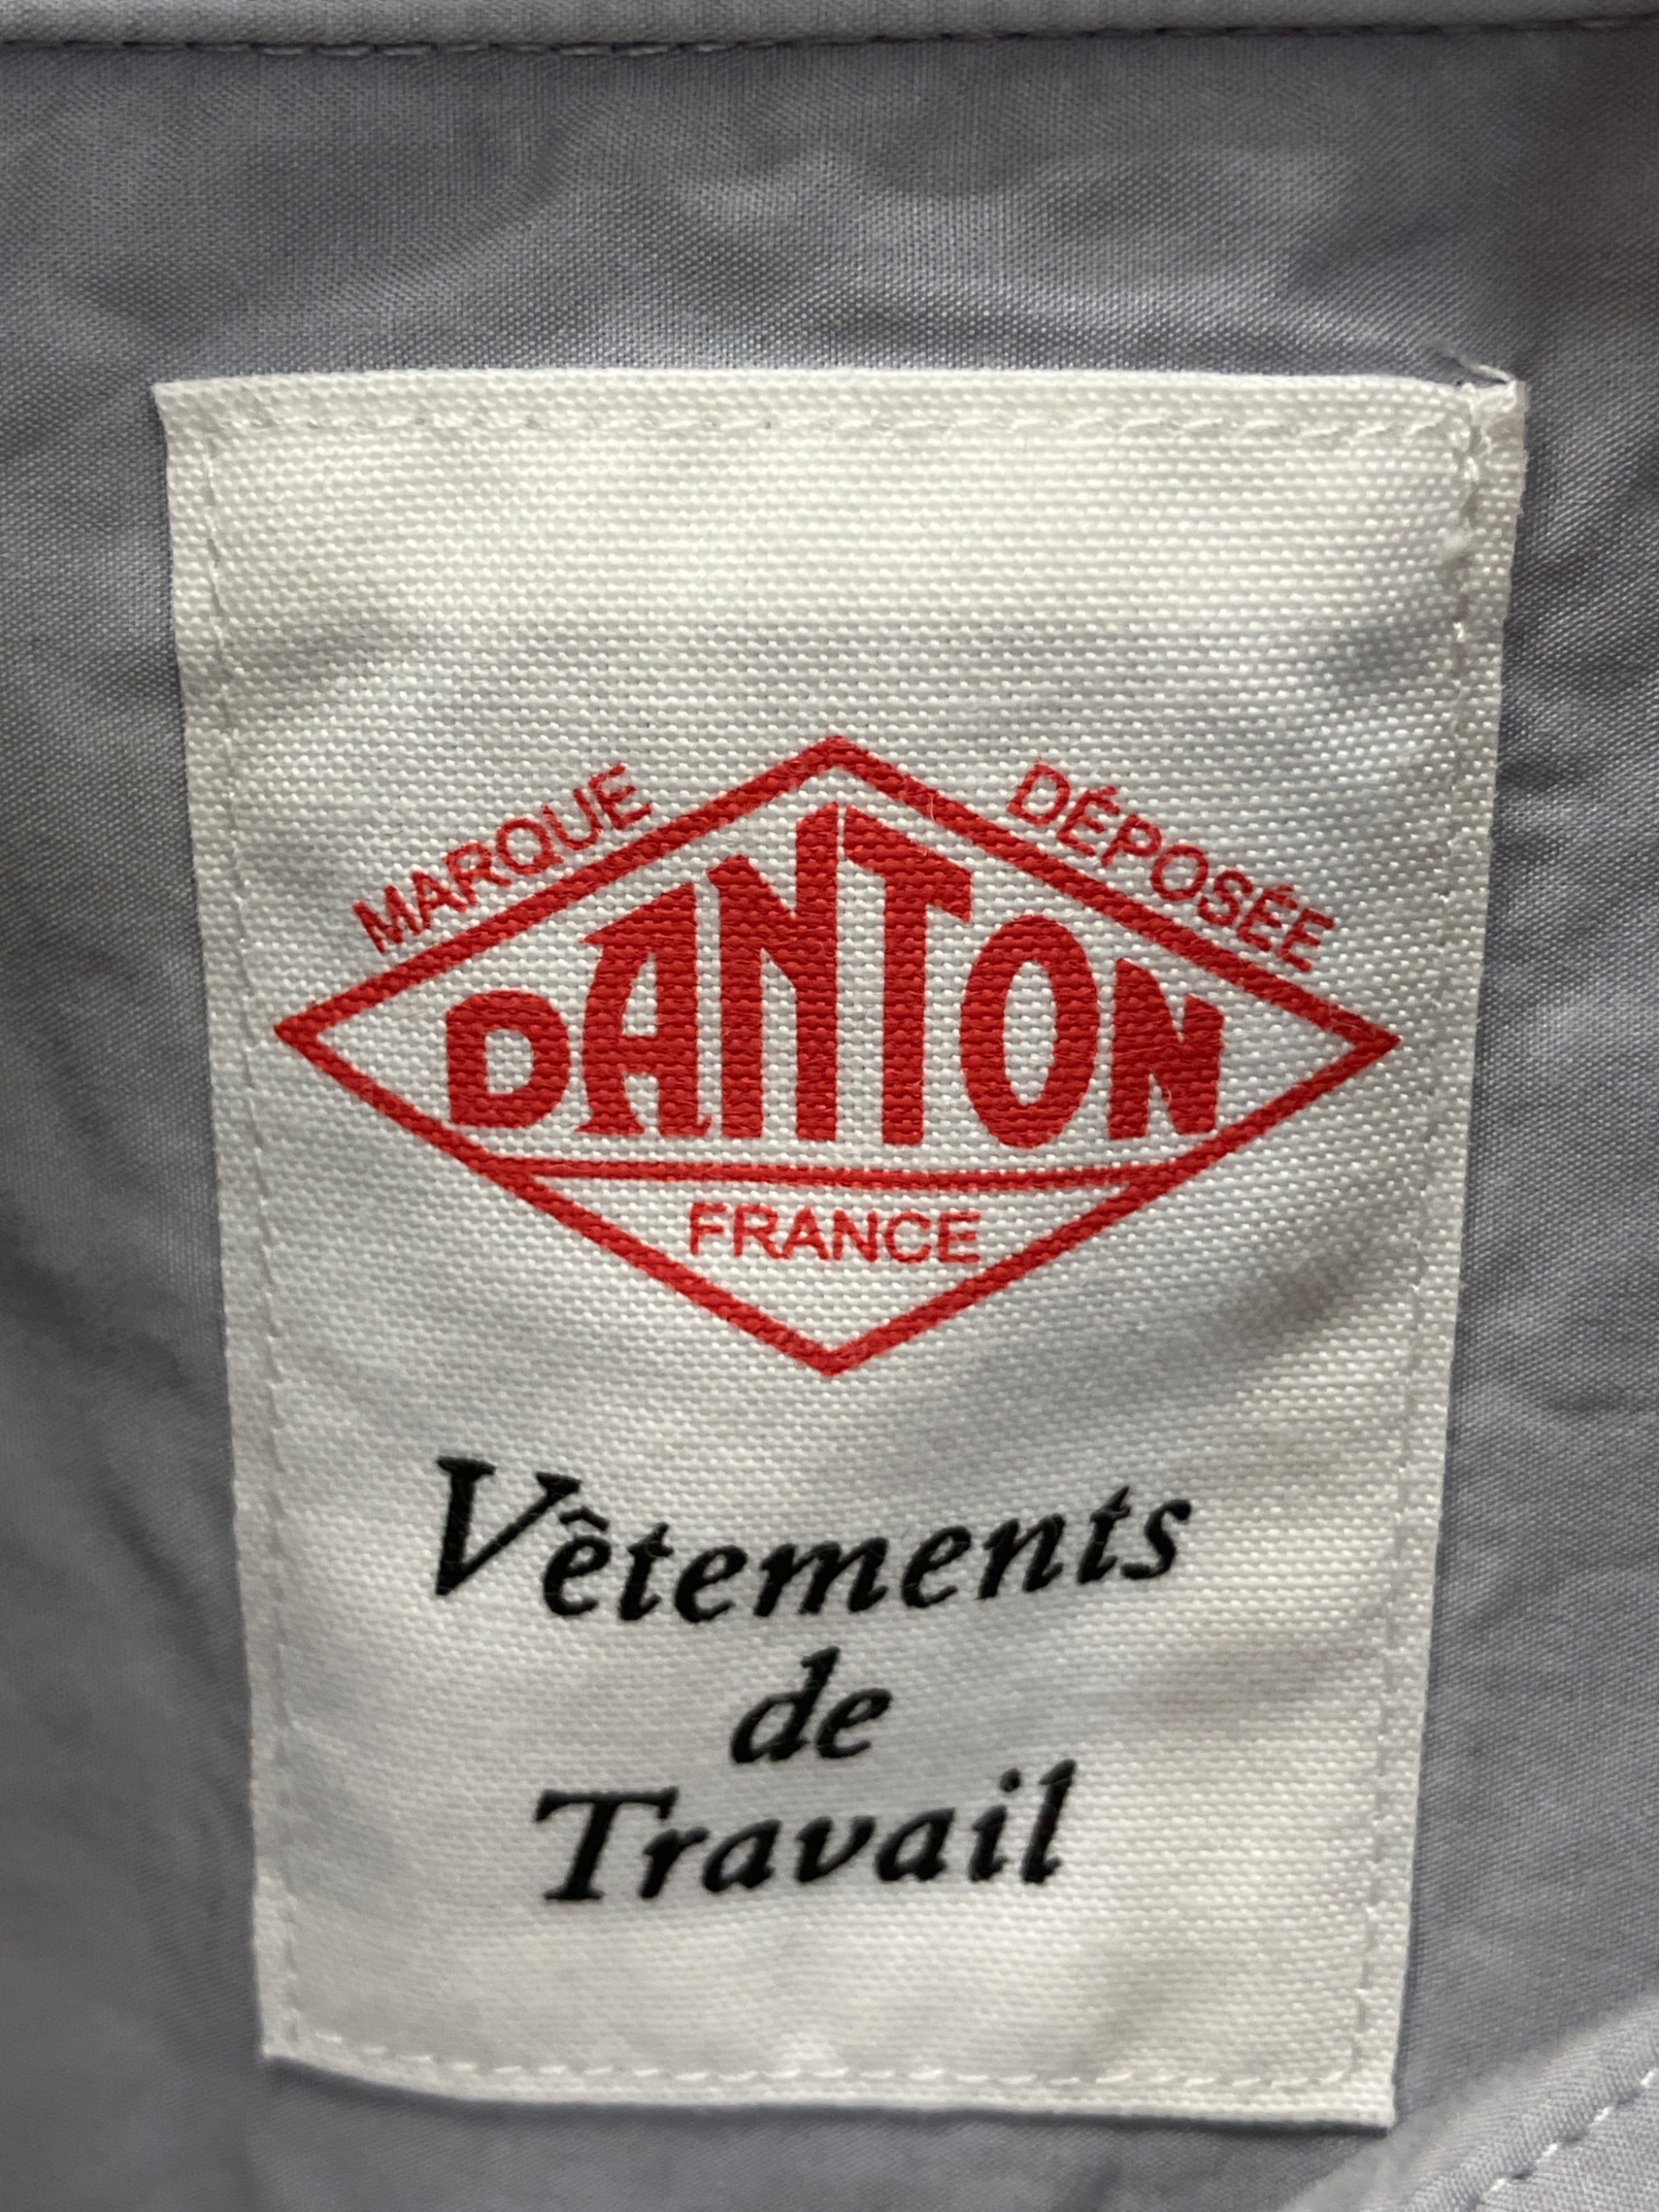 MARQUE DÉPOSÉE
DANTON
FRANCE
Vêtements
de
Travail